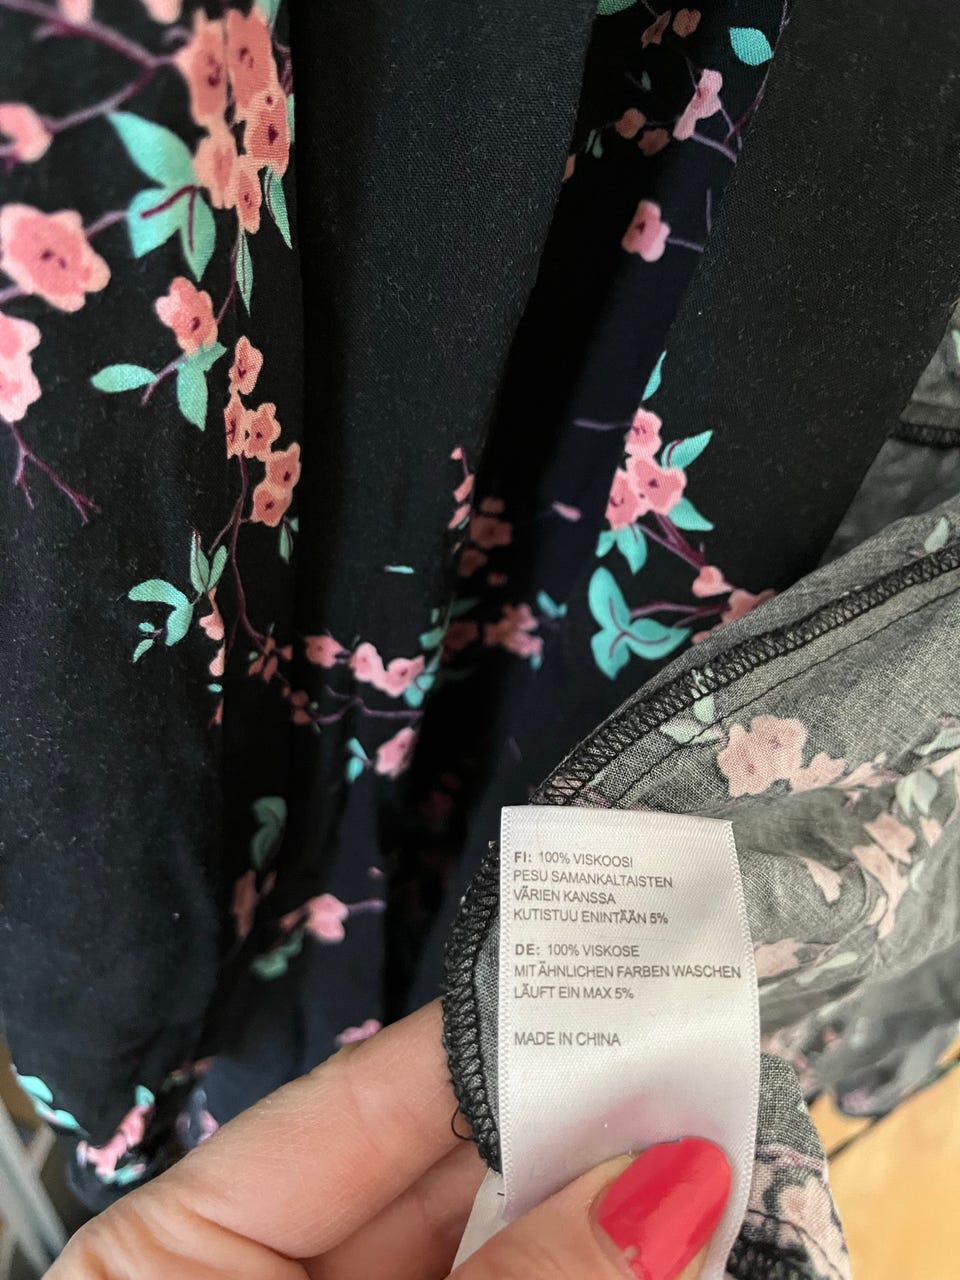 FI: 100% VISKOOSI
PESU SAMANKALTAISTEN
VÄRIEN KANSSA
KUTISTUU ENINTÄÄN 5%
DE: 100% VISKOSE
MIT ÄHNLICHEN FARBEN WASCHEN
LÄUFT EIN MAX 5%
MADE IN CHINA